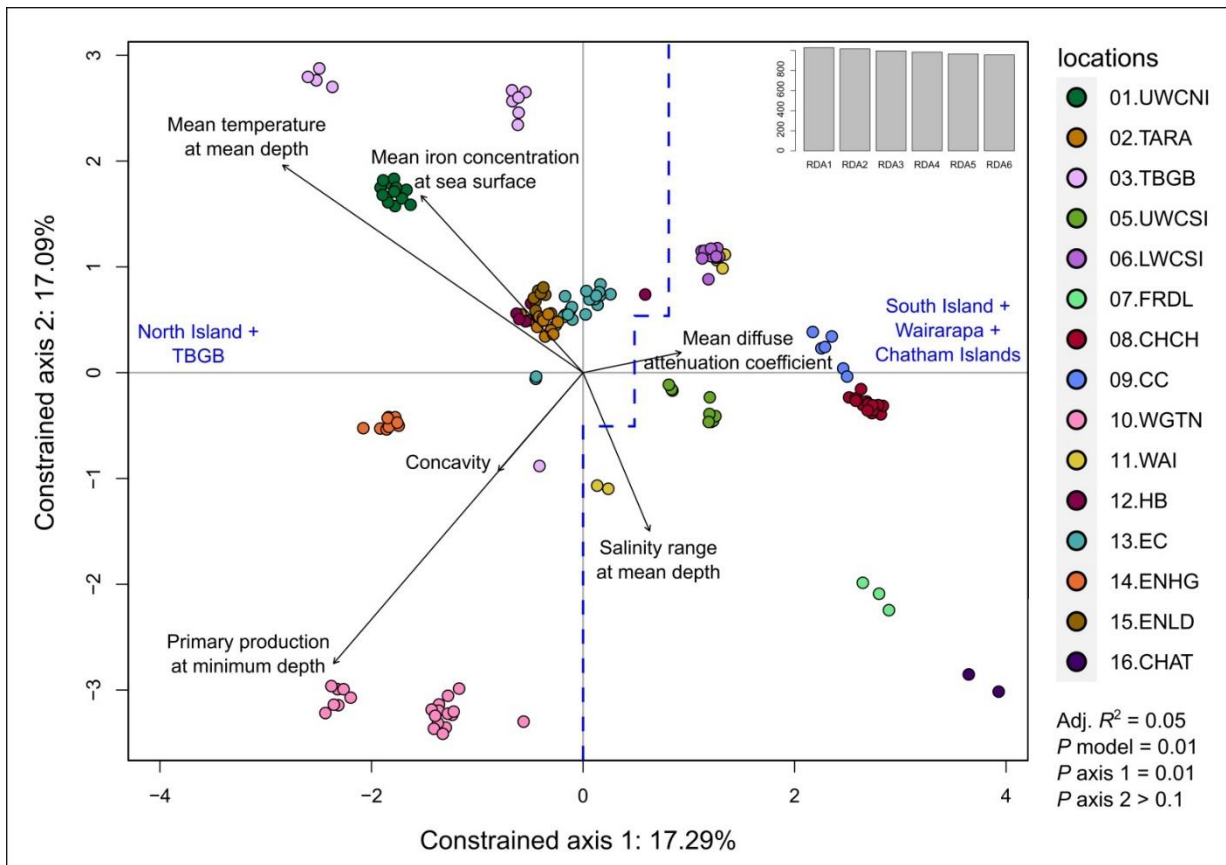 Constrained axis 2: 17.09%
3
2
1
0
−1
−2
−3
Mean temperature
at mean depth
Mean iron concentration
at sea surface
North Island +
TBGB
Mean diffuse
attenuation coefficient
South Island +
Wairarapa +
Chatham Islands
Concavity
Salinity range
at mean depth
Primary production
at minimum depth
0 200 400 600 800
RDA1 RDA2 RDA3 RDA4 RDA5 RDA6
−4 −2 0 2 4
Constrained axis 1: 17.29%
locations
01.UWCNI
02.TARA
03.TBGB
05.UWCSI
06.LWCSI
07.FRDL
08.CHCH
09.CC
10.WGTN
11.WAI
12.HB
13.EC
14.ENHG
15.ENLD
16.CHAT
Adj. R² = 0.05
P model = 0.01
P axis 1 = 0.01
P axis 2 > 0.1